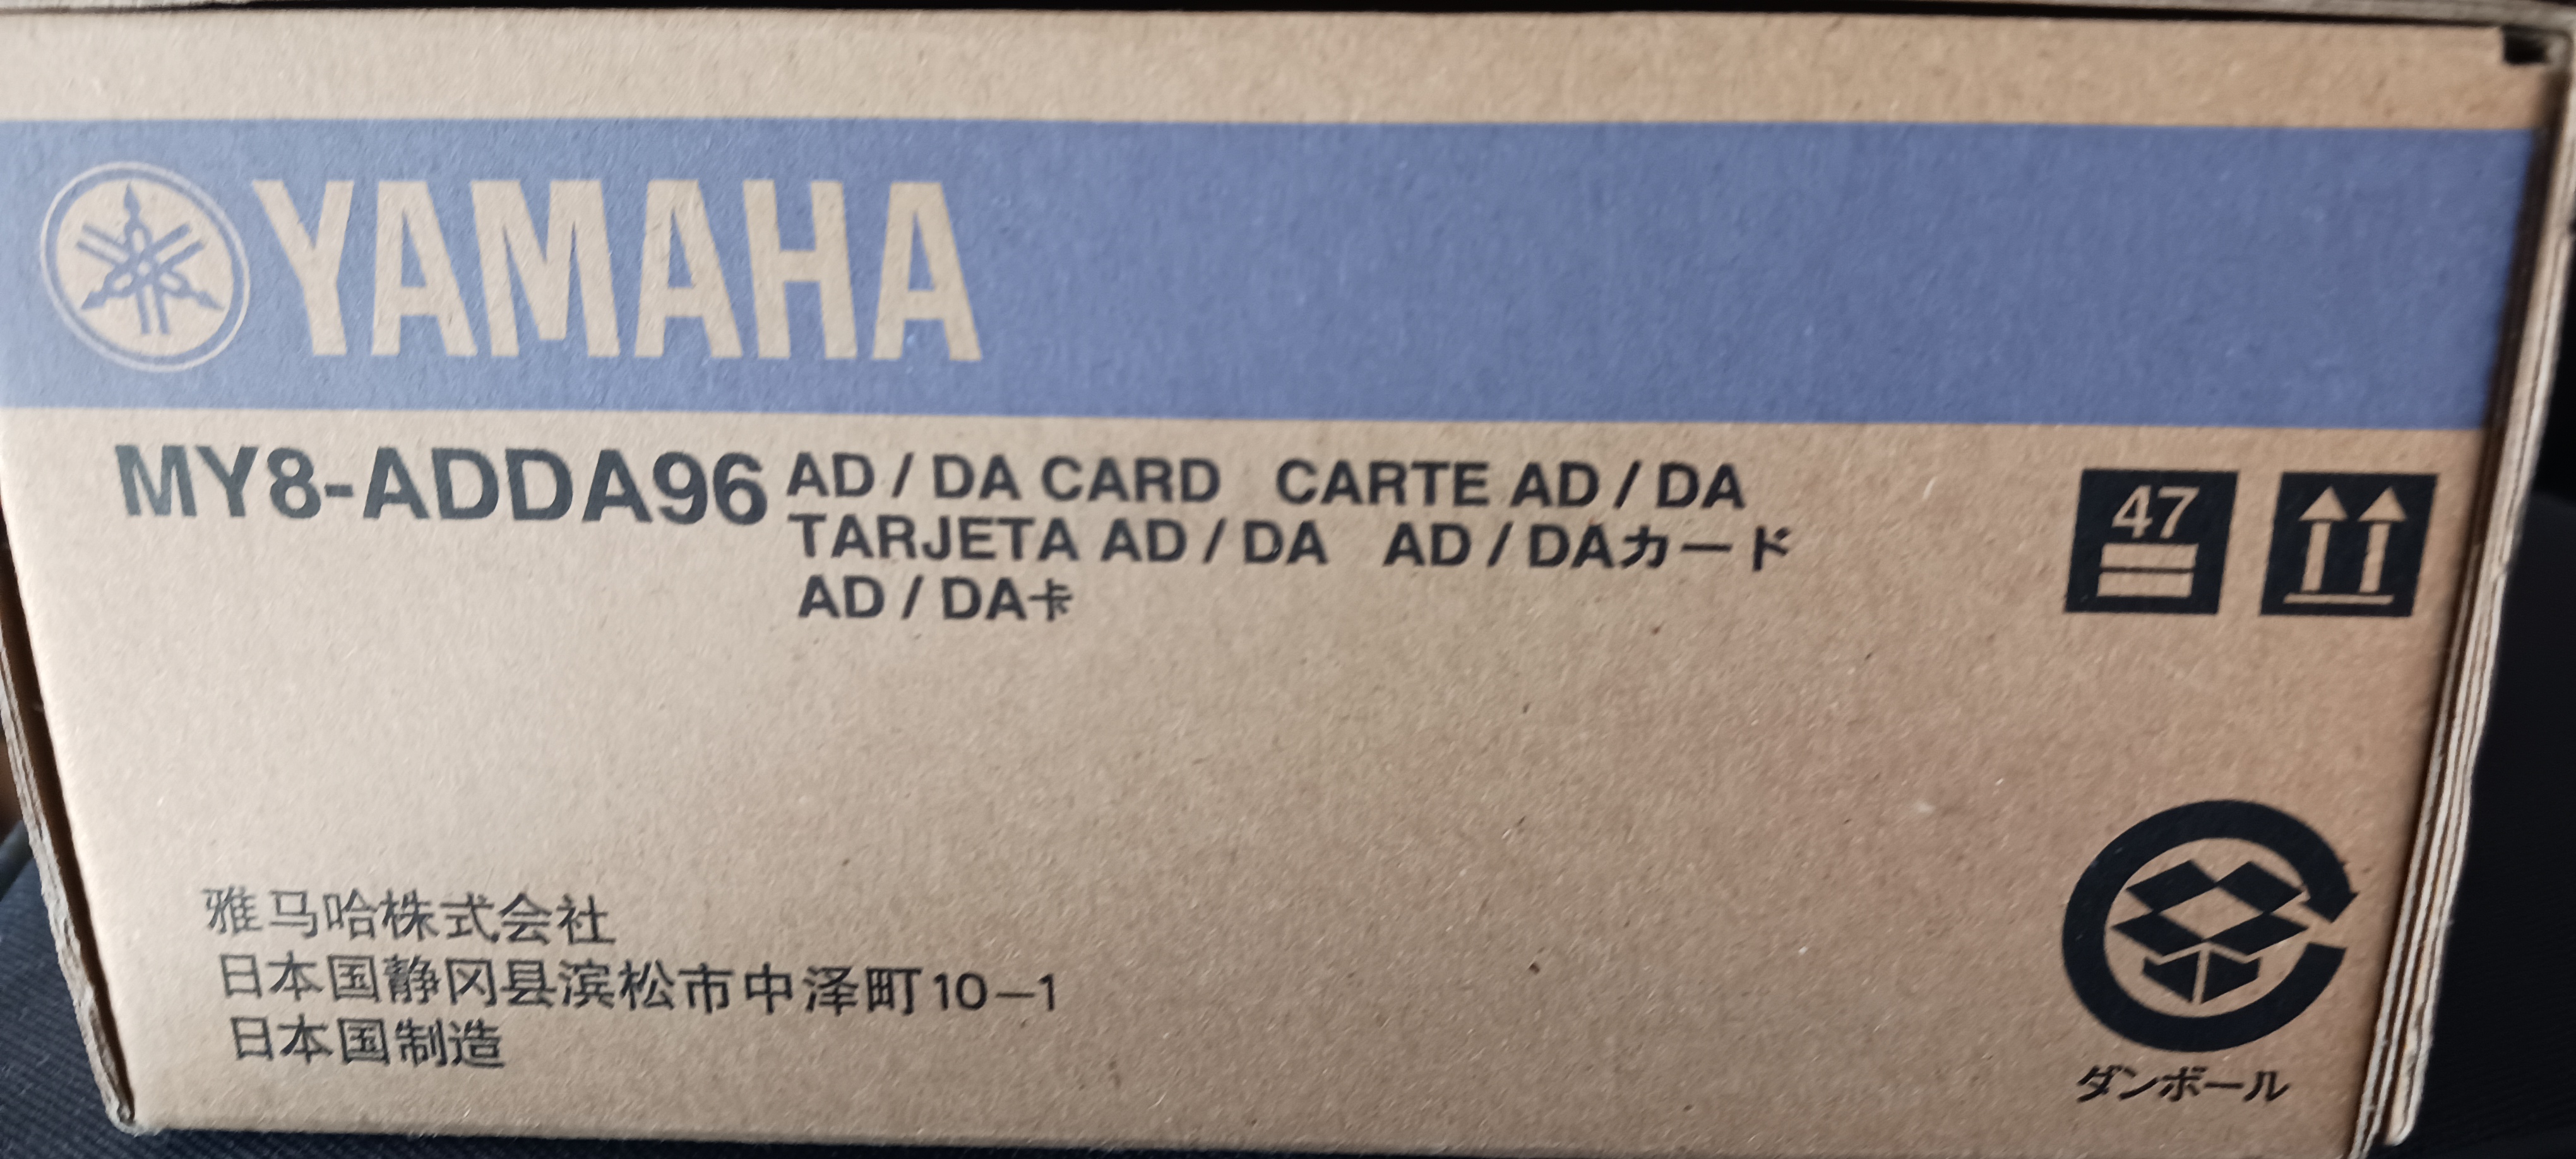 YAMAHA
MY8-ADDA96 AD / DA CARD CARTE AD / DA
TARJETA AD / DA AD / DAカード
AD / DA卡
47
雅马哈株式会社
日本国静冈县滨松市中泽町10-1
日本国制造
ダンボール